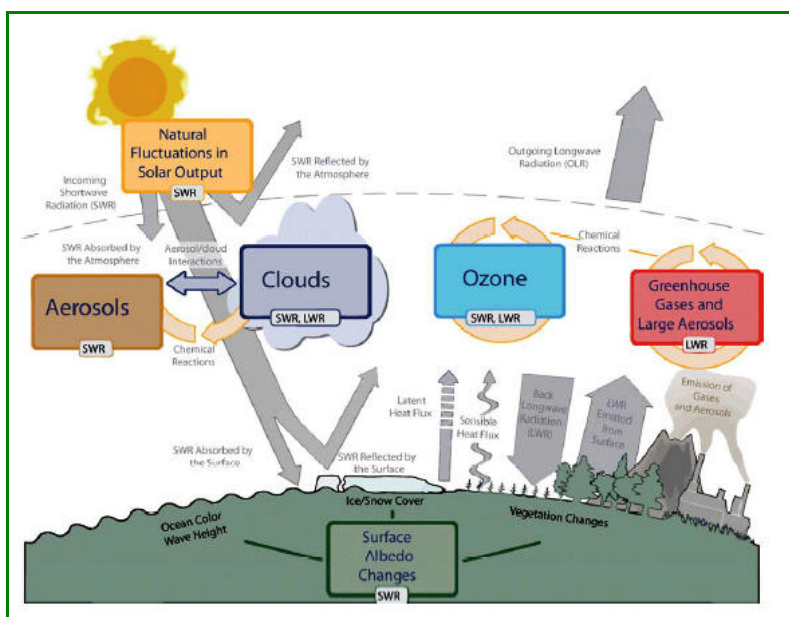 Natural
Fluctuations in
Solar Output
SWR
Incoming
Shortwave
Radiation (SWR)
SWR Reflected by
the Atmosphere
Outgoing Longwave
Radiation (OLR)
SWR Absorbed by
the Atmosphere
Aerosol/cloud
Interactions
Chemical
Reactions
Aerosols
SWR
Clouds
SWR, LWR
Ozone
SWR, LWR
Greenhouse
Gases and
Large Aerosols
LWR
Chemical
Reactions
Latent
Heat Flux
Sensible
Heat Flux
Back
Longwave
Radiation
(LWR)
LWR
Emitted
from
Surface
Emission of
Gases
and Aerosols
SWR Absorbed by
the Surface
SWR Reflected by
the Surface
Ice/Snow Cover
Ocean Color
Wave Height
Vegetation Changes
Surface
Albedo
Changes
SWR